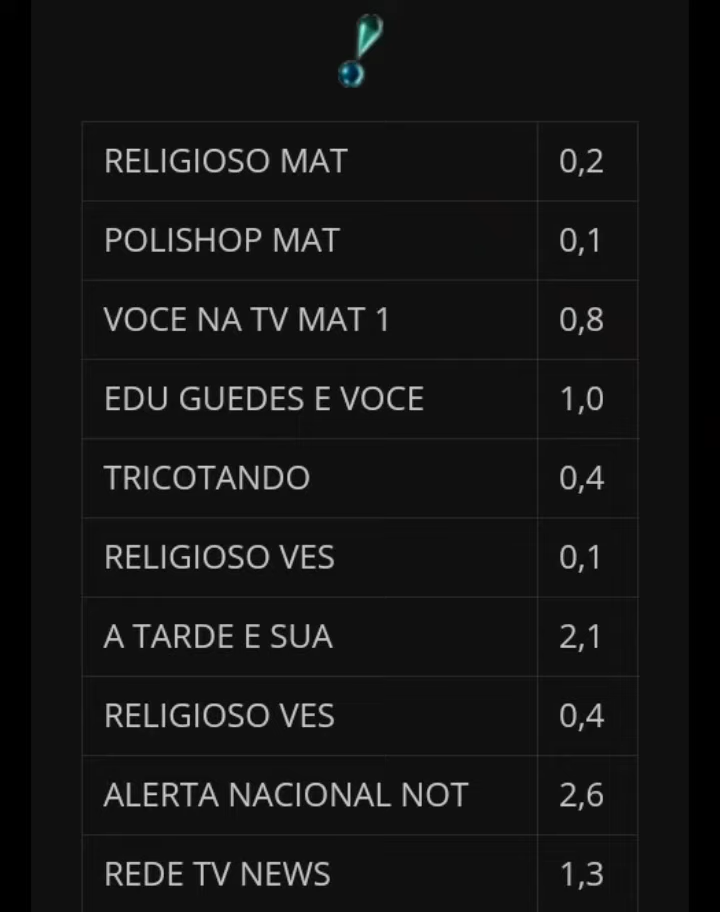 RELIGIOSO MAT 0,2
POLISHOP MAT 0,1
VOCE NA TV MAT 1 0,8
EDU GUEDES E VOCE 1,0
TRICOTANDO 0,4
RELIGIOSO VES 0,1
A TARDE E SUA 2,1
RELIGIOSO VES 0,4
ALERTA NACIONAL NOT 2,6
REDE TV NEWS 1,3